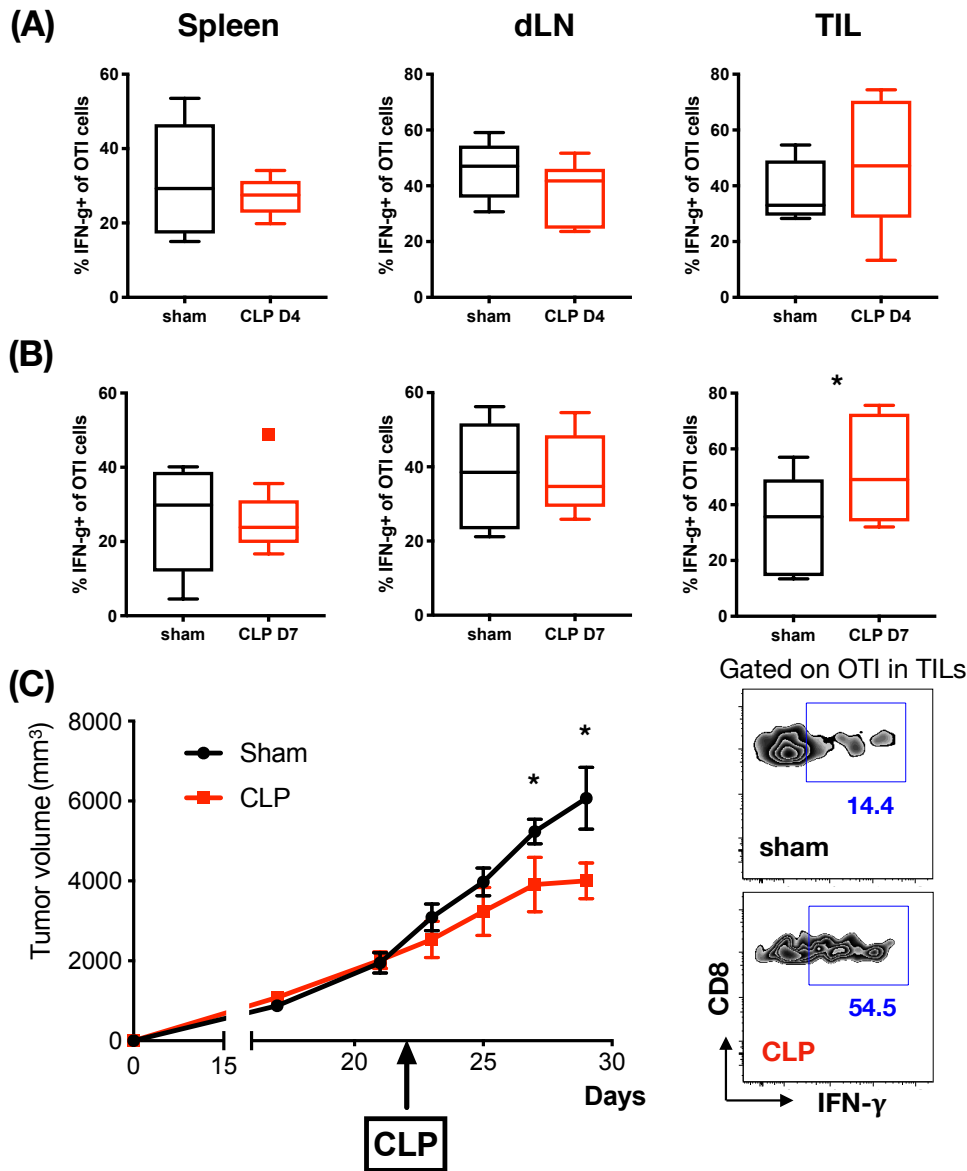 (A)
Spleen
dLN
TIL
% IFN-g+ of OTI cells
60
40
20
0
sham
CLP D4
% IFN-g+ of OTI cells
80
60
40
20
0
sham
CLP D4
% IFN-g+ of OTI cells
80
60
40
20
0
sham
CLP D4
(B)
% IFN-g+ of OTI cells
60
40
20
0
sham
CLP D7
% IFN-g+ of OTI cells
60
40
20
0
sham
CLP D7
% IFN-g+ of OTI cells
80
60
40
20
0
*
sham
CLP D7
(C)
Tumor volume (mm³)
8000
6000
4000
2000
0
Sham
CLP
*
*
0
15
20
25
30
Days
CLP
Gated on OTI in TILs
14.4
sham
54.5
CLP
CD8
IFN-γ